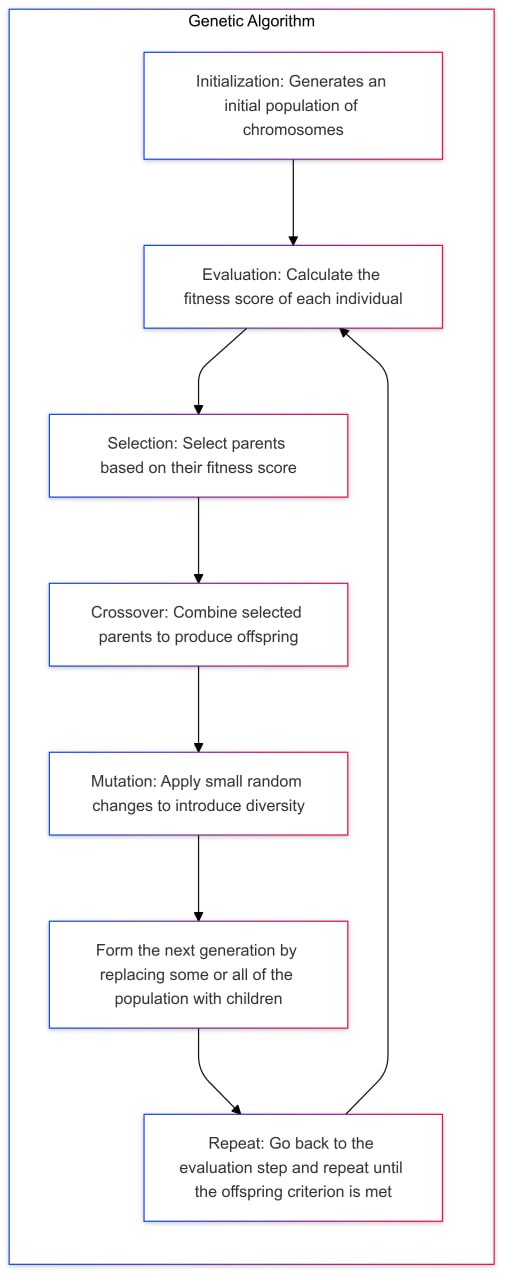 Genetic Algorithm
Initialization: Generates an
initial population of
chromosomes
Evaluation: Calculate the
fitness score of each individual
Selection: Select parents
based on their fitness score
Crossover: Combine selected
parents to produce offspring
Mutation: Apply small random
changes to introduce diversity
Form the next generation by
replacing some or all of the
population with children
Repeat: Go back to the
evaluation step and repeat until
the offspring criterion is met